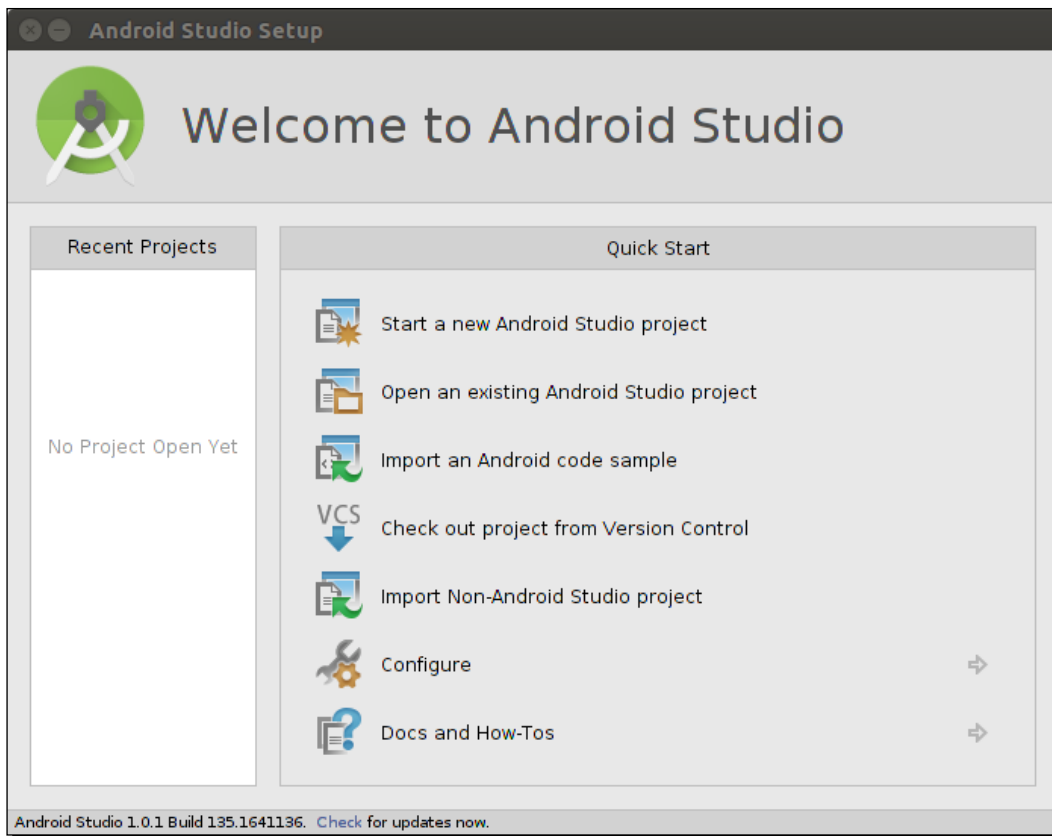 Android Studio Setup
Welcome to Android Studio
Recent Projects
No Project Open Yet
Quick Start
Start a new Android Studio project
Open an existing Android Studio project
Import an Android code sample
VCS
Check out project from Version Control
Import Non-Android Studio project
Configure
Docs and How-Tos
Android Studio 1.0.1 Build 135.1641136. Check for updates now.